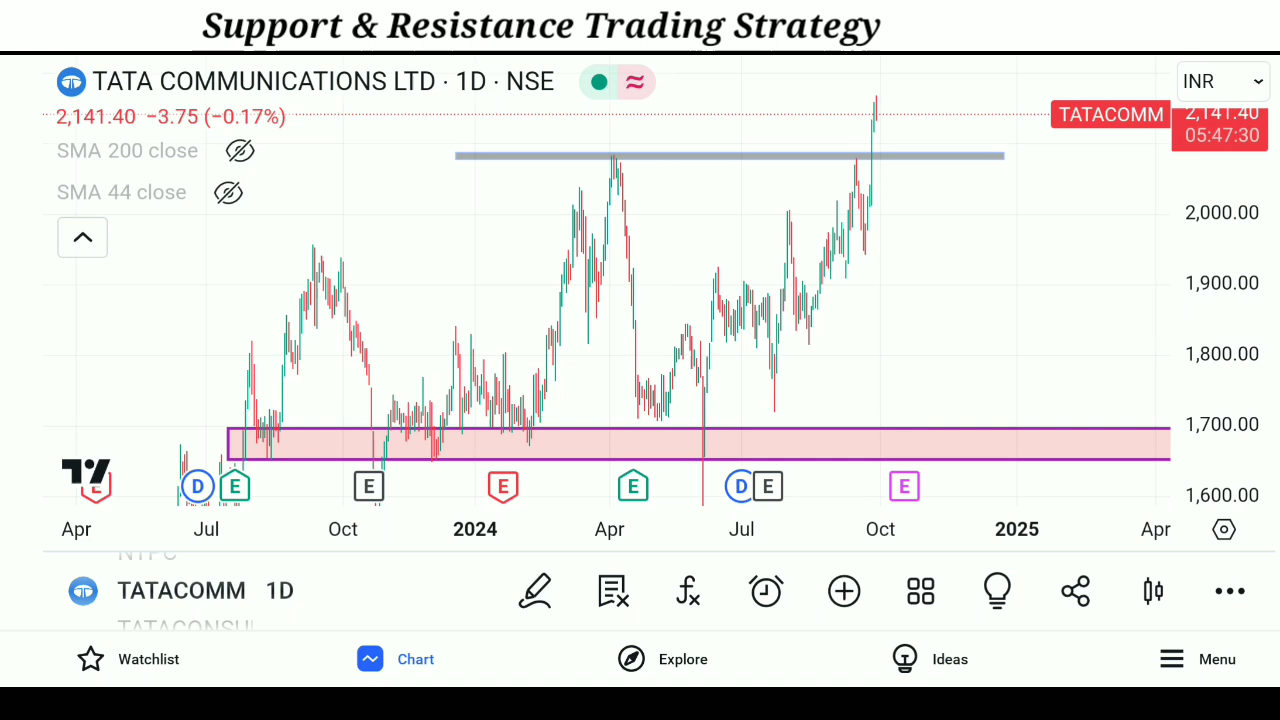 Support & Resistance Trading Strategy
TATA COMMUNICATIONS LTD · 1D · NSE
INR
2,141.40 −3.75 (−0.17%)
TATACOMM
2,141.40
05:47:30
SMA 200 close
SMA 44 close
2,000.00
1,900.00
1,800.00
1,700.00
1,600.00
E D E E E E D E E
Apr Jul Oct 2024 Apr Jul Oct 2025 Apr
NTPC
TATACOMM 1D
Watchlist Chart Explore Ideas Menu